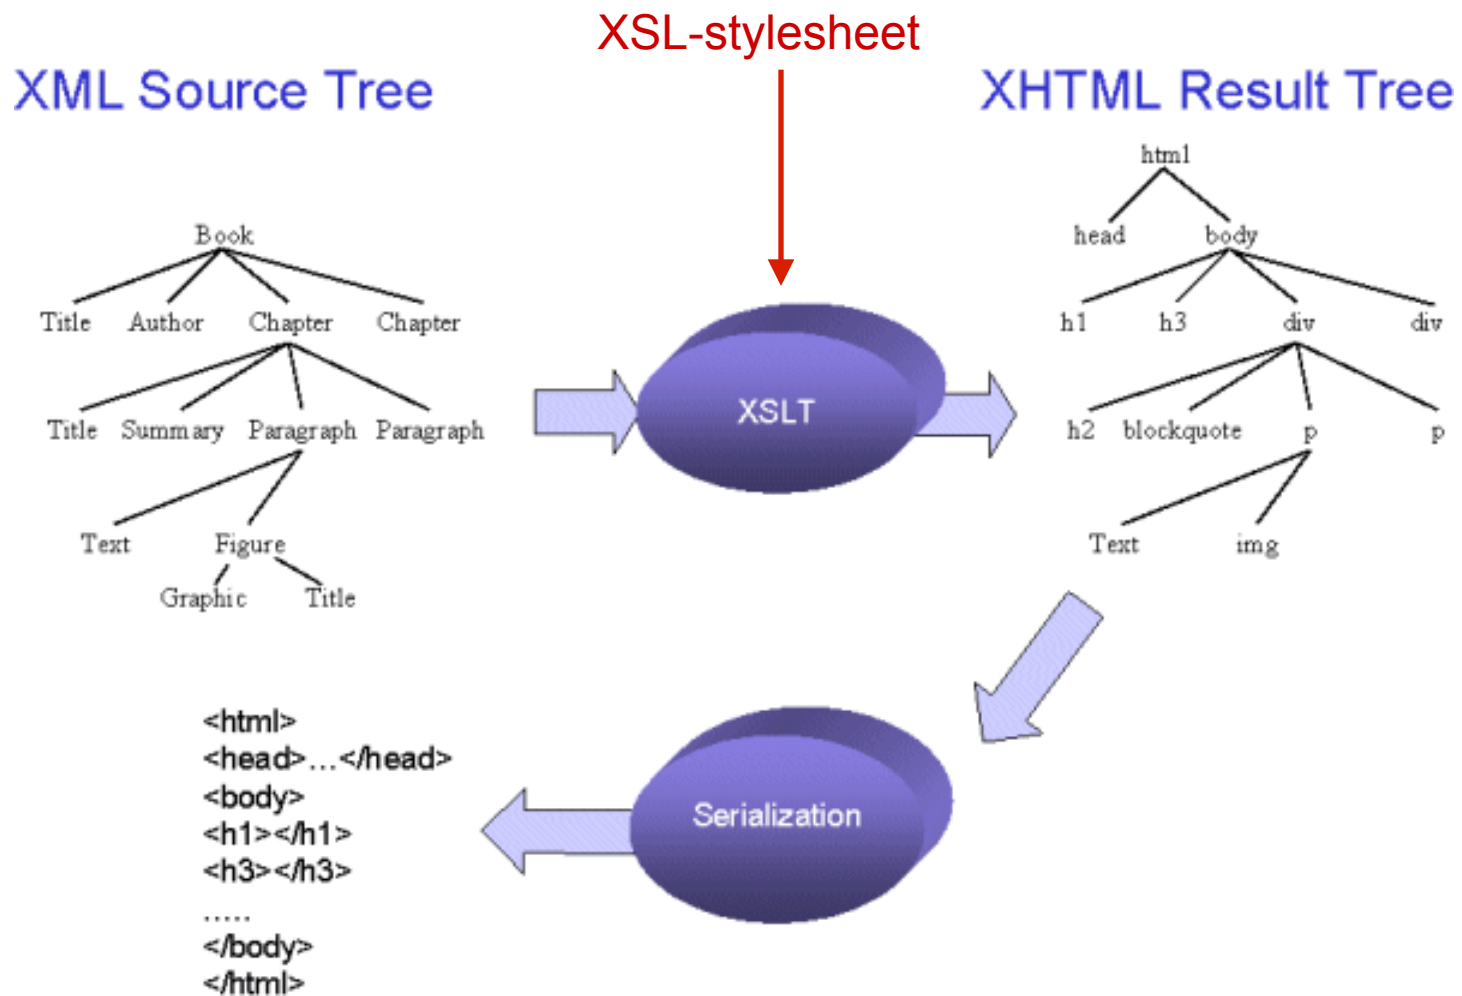 XSL-stylesheet
XML Source Tree
XHTML Result Tree
Book
Title Author Chapter Chapter
Title Summary Paragraph Paragraph
Text Figure
Graphic Title
XSLT
html
head body
h1 h3 div div
h2 blockquote p p
Text img
Serialization
<html>
<head>...</head>
<body>
<h1></h1>
<h3></h3>
.....
</body>
</html>